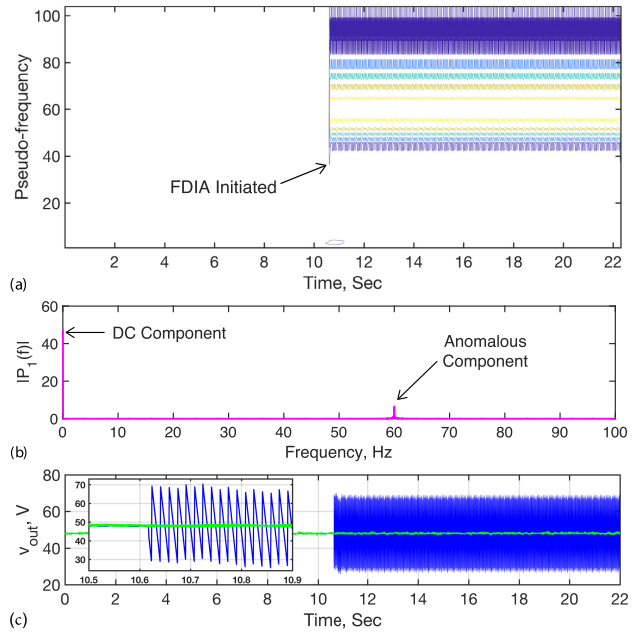 100
80
60
40
20
Pseudo-frequency
FDIA Initiated
2 4 6 8 10 12 14 16 18 20 22
Time, Sec
(a)
60
40
20
0
|P1(f)|
DC Component
Anomalous
Component
0 10 20 30 40 50 60 70 80 90 100
Frequency, Hz
(b)
80
60
40
20
vout, V
70
60
50
40
30
10.5 10.6 10.7 10.8 10.9
0 2 4 6 8 10 12 14 16 18 20 22
Time, Sec
(c)